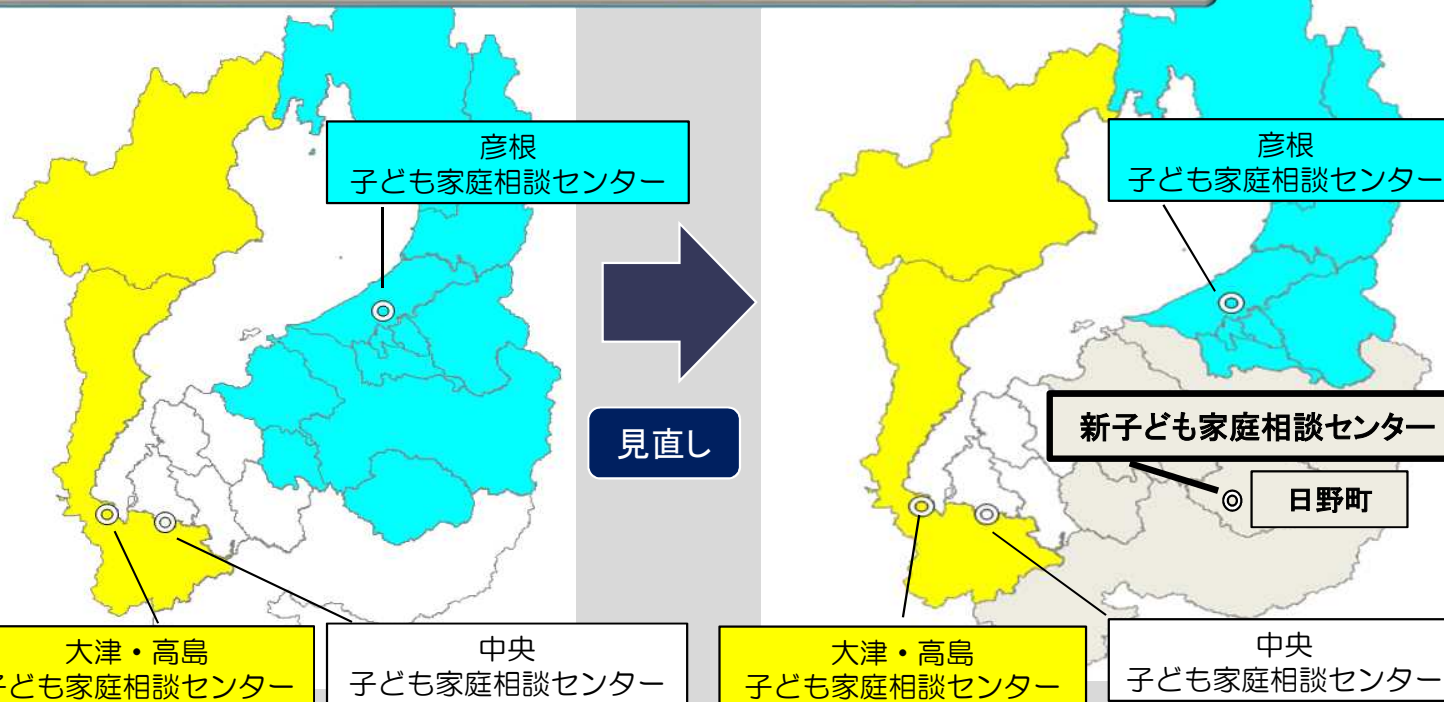 彦根
子ども家庭相談センター
大津・高島
子ども家庭相談センター
中央
子ども家庭相談センター
見直し
彦根
子ども家庭相談センター
新子ども家庭相談センター
日野町
大津・高島
子ども家庭相談センター
中央
子ども家庭相談センター